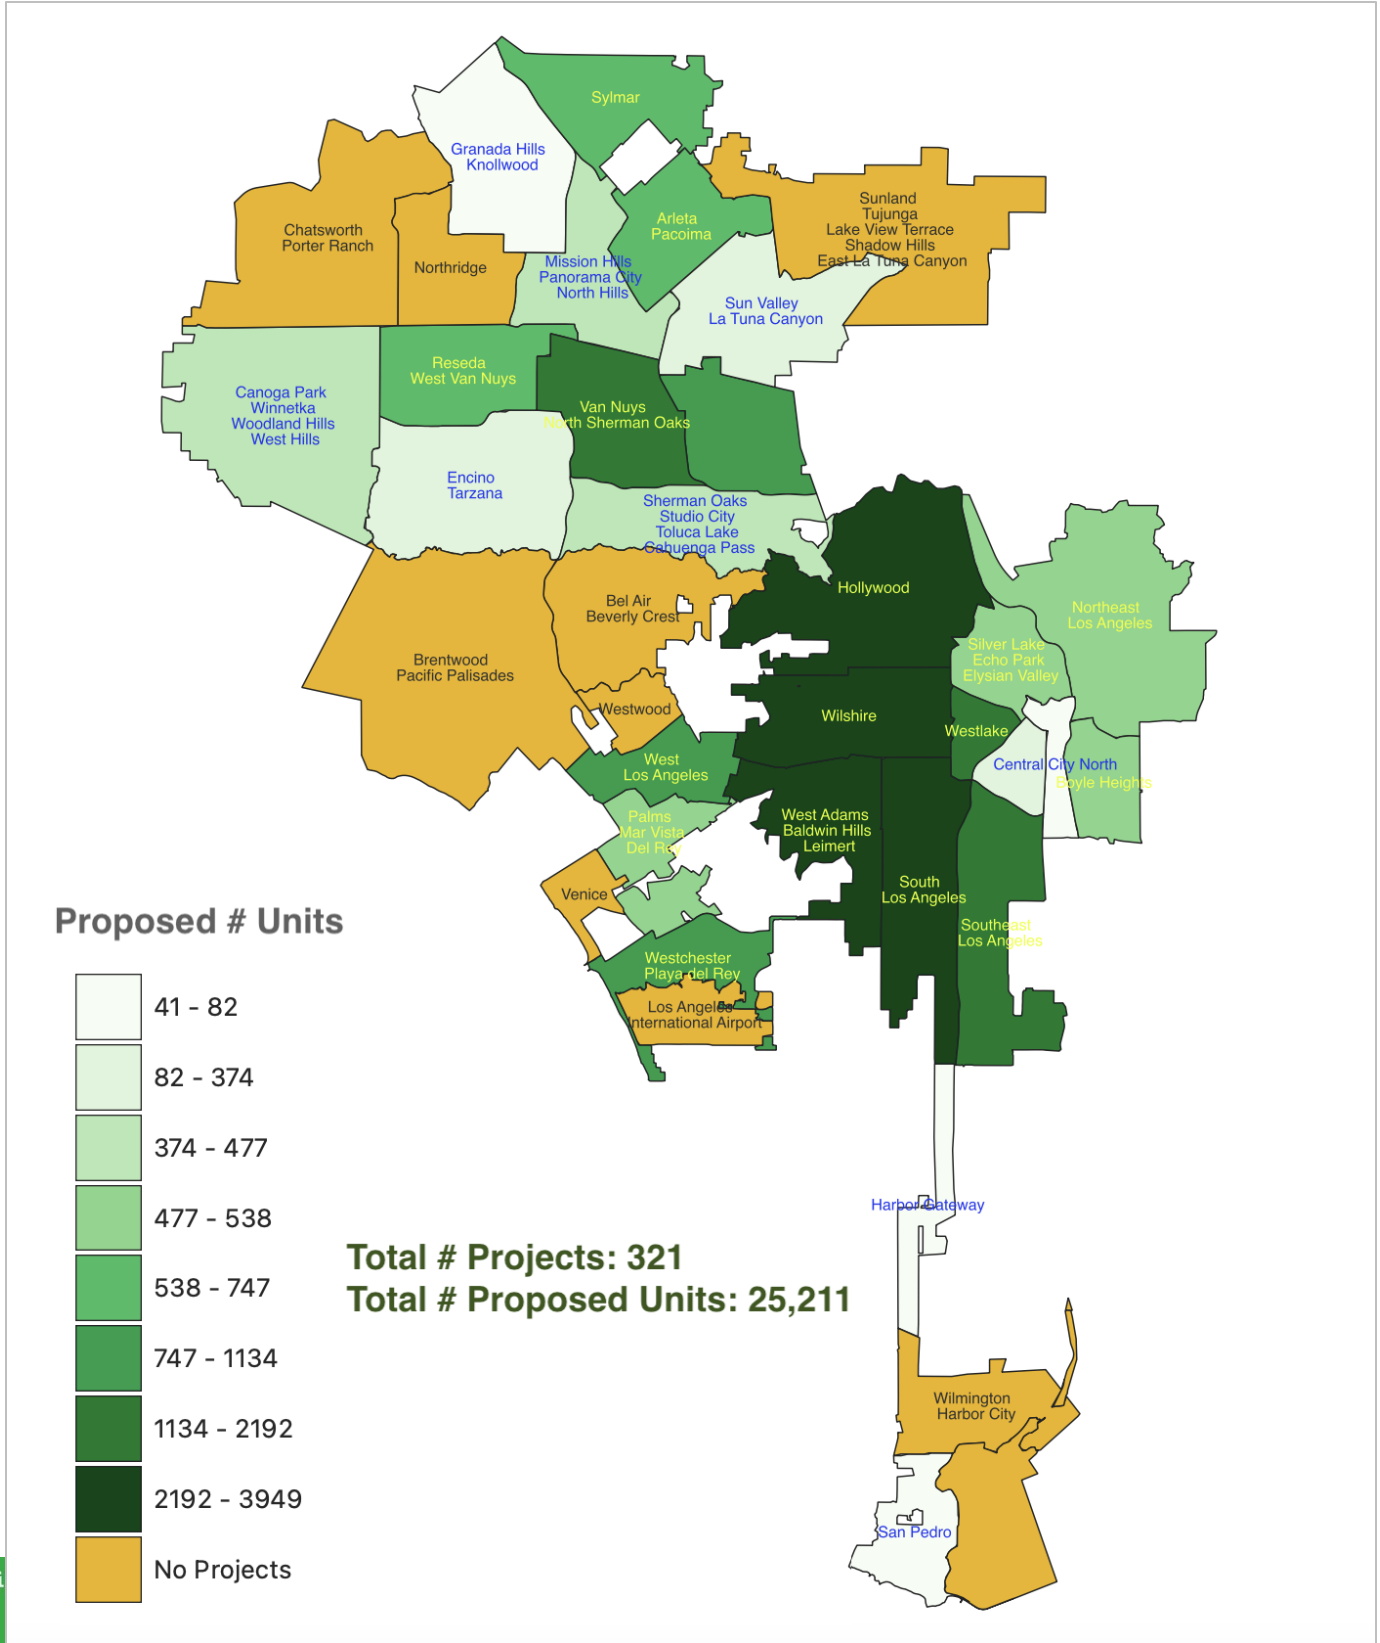 Sylmar
Granada Hills
Knollwood
Sunland
Tujunga
Lake View Terrace
Shadow Hills
East La Tuna Canyon
Arleta
Pacoima
Chatsworth
Porter Ranch
Northridge
Mission Hills
Panorama City
North Hills
Sun Valley
La Tuna Canyon
Reseda
West Van Nuys
Canoga Park
Winnetka
Woodland Hills
West Hills
Van Nuys
North Sherman Oaks
Encino
Tarzana
Sherman Oaks
Studio City
Toluca Lake
Cahuenga Pass
Hollywood
Bel Air
Beverly Crest
Northeast
Los Angeles
Silver Lake
Echo Park
Elysian Valley
Brentwood
Pacific Palisades
Westwood
Wilshire
Westlake
West
Los Angeles
Central City North
Boyle Heights
Palms
Mar Vista
Del Rey
West Adams
Baldwin Hills
Leimert
Venice
South
Los Angeles
Southeast
Los Angeles
Westchester
Playa del Rey
Los Angeles
International Airport
Proposed # Units
41 - 82
82 - 374
374 - 477
477 - 538
538 - 747
747 - 1134
1134 - 2192
2192 - 3949
No Projects
Total # Projects: 321
Total # Proposed Units: 25,211
Harbor Gateway
Wilmington
Harbor City
San Pedro